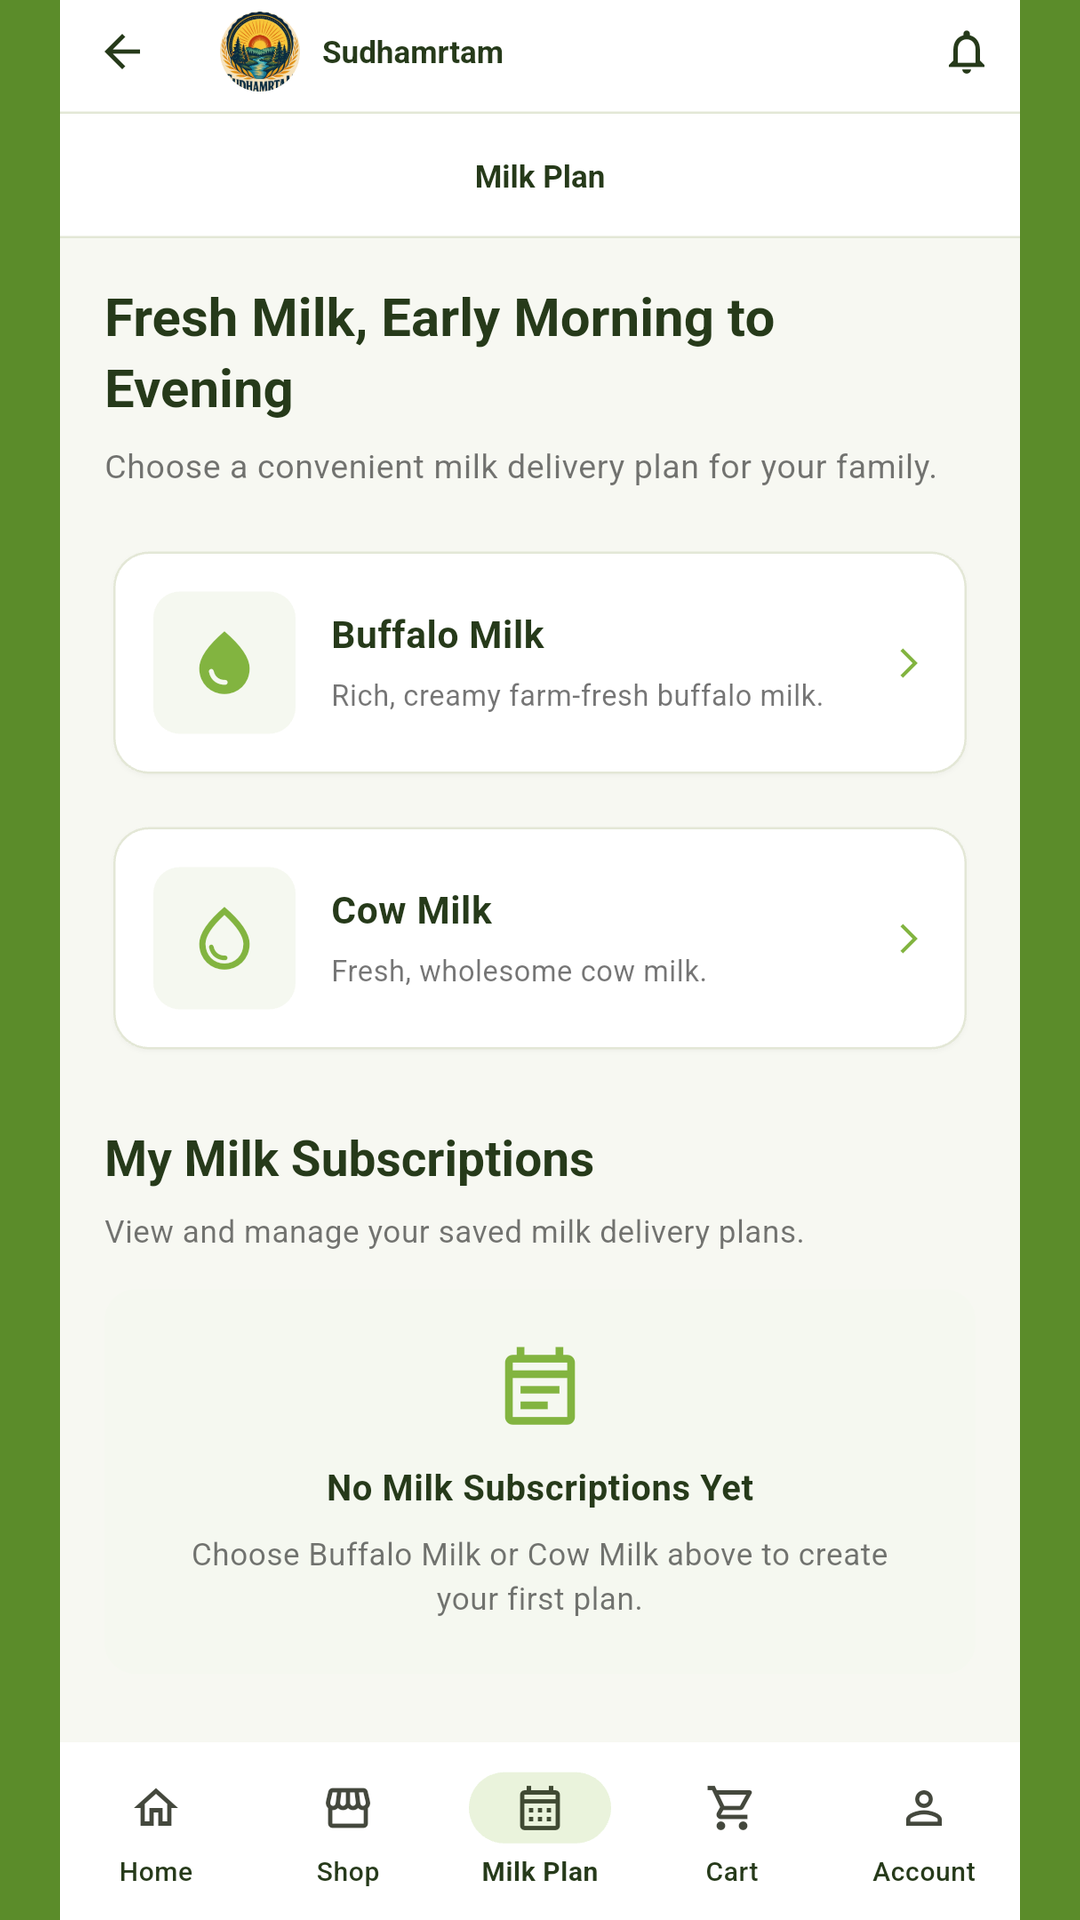 Sudhamrtam
Milk Plan
Fresh Milk, Early Morning to
Evening
Choose a convenient milk delivery plan for your family.
Buffalo Milk
Rich, creamy farm-fresh buffalo milk.
Cow Milk
Fresh, wholesome cow milk.
My Milk Subscriptions
View and manage your saved milk delivery plans.
No Milk Subscriptions Yet
Choose Buffalo Milk or Cow Milk above to create
your first plan.
Home
Shop
Milk Plan
Cart
Account